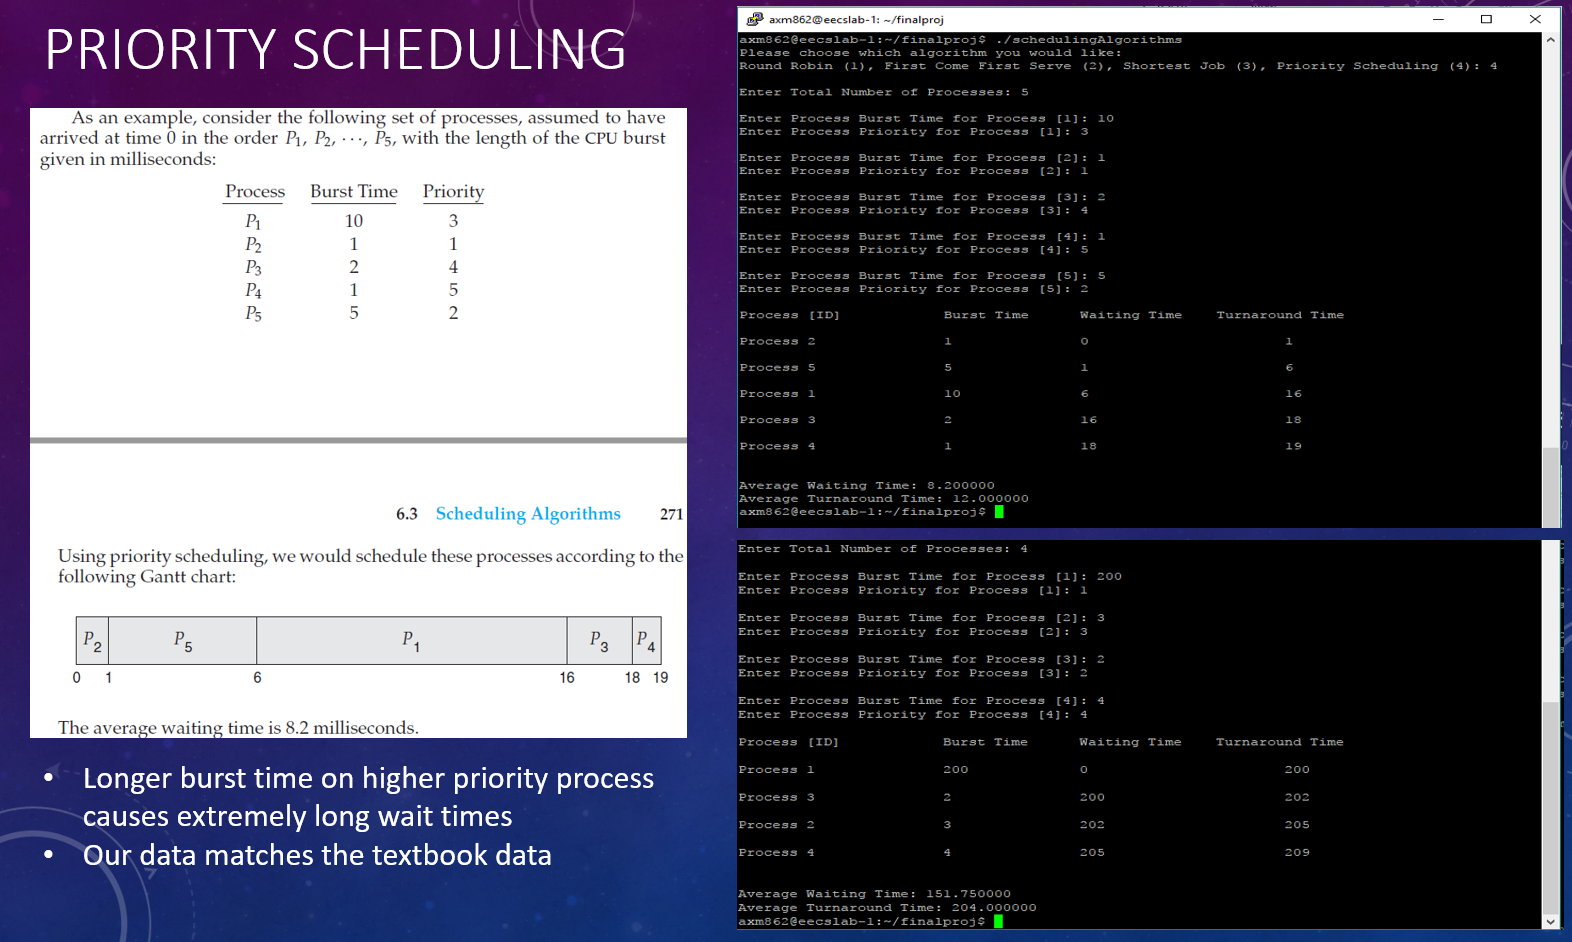 PRIORITY SCHEDULING
As an example, consider the following set of processes, assumed to have
arrived at time 0 in the order P1, P2, ···, P5, with the length of the CPU burst
given in milliseconds:
Process Burst Time Priority
P1 10 3
P2 1 1
P3 2 4
P4 1 5
P5 5 2
6.3 Scheduling Algorithms 271
Using priority scheduling, we would schedule these processes according to the
following Gantt chart:
P2 P5 P1 P3 P4
0 1 6 16 18 19
The average waiting time is 8.2 milliseconds.
• Longer burst time on higher priority process
causes extremely long wait times
• Our data matches the textbook data
axm862@eecslab-1: ~/finalproj
axm862@eecslab-1:~/finalproj$ ./schedulingAlgorithms
Please choose which algorithm you would like:
Round Robin (1), First Come First Serve (2), Shortest Job (3), Priority Scheduling (4): 4
Enter Total Number of Processes: 5
Enter Process Burst Time for Process [1]: 10
Enter Process Priority for Process [1]: 3
Enter Process Burst Time for Process [2]: 1
Enter Process Priority for Process [2]: 1
Enter Process Burst Time for Process [3]: 2
Enter Process Priority for Process [3]: 4
Enter Process Burst Time for Process [4]: 1
Enter Process Priority for Process [4]: 5
Enter Process Burst Time for Process [5]: 5
Enter Process Priority for Process [5]: 2
Process [ID] Burst Time Waiting Time Turnaround Time
Process 2 1 0 1
Process 5 5 1 6
Process 1 10 6 16
Process 3 2 16 18
Process 4 1 18 19
Average Waiting Time: 8.200000
Average Turnaround Time: 12.000000
axm862@eecslab-1:~/finalproj$
Enter Total Number of Processes: 4
Enter Process Burst Time for Process [1]: 200
Enter Process Priority for Process [1]: 1
Enter Process Burst Time for Process [2]: 3
Enter Process Priority for Process [2]: 3
Enter Process Burst Time for Process [3]: 2
Enter Process Priority for Process [3]: 2
Enter Process Burst Time for Process [4]: 4
Enter Process Priority for Process [4]: 4
Process [ID] Burst Time Waiting Time Turnaround Time
Process 1 200 0 200
Process 3 2 200 202
Process 2 3 202 205
Process 4 4 205 209
Average Waiting Time: 151.750000
Average Turnaround Time: 204.000000
axm862@eecslab-1:~/finalproj$